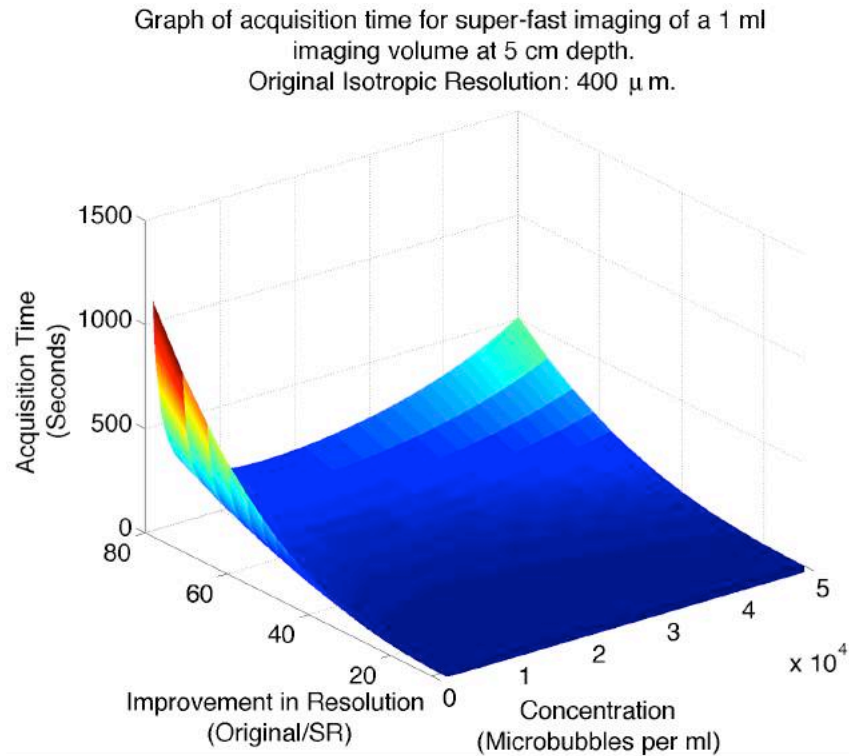 Graph of acquisition time for super-fast imaging of a 1 ml
imaging volume at 5 cm depth.
Original Isotropic Resolution: 400 μ m.
1500
1000
500
0
Acquisition Time
(Seconds)
80
60
40
20
0
1
2
3
4
5
x 10⁴
Improvement in Resolution
(Original/SR)
Concentration
(Microbubbles per ml)